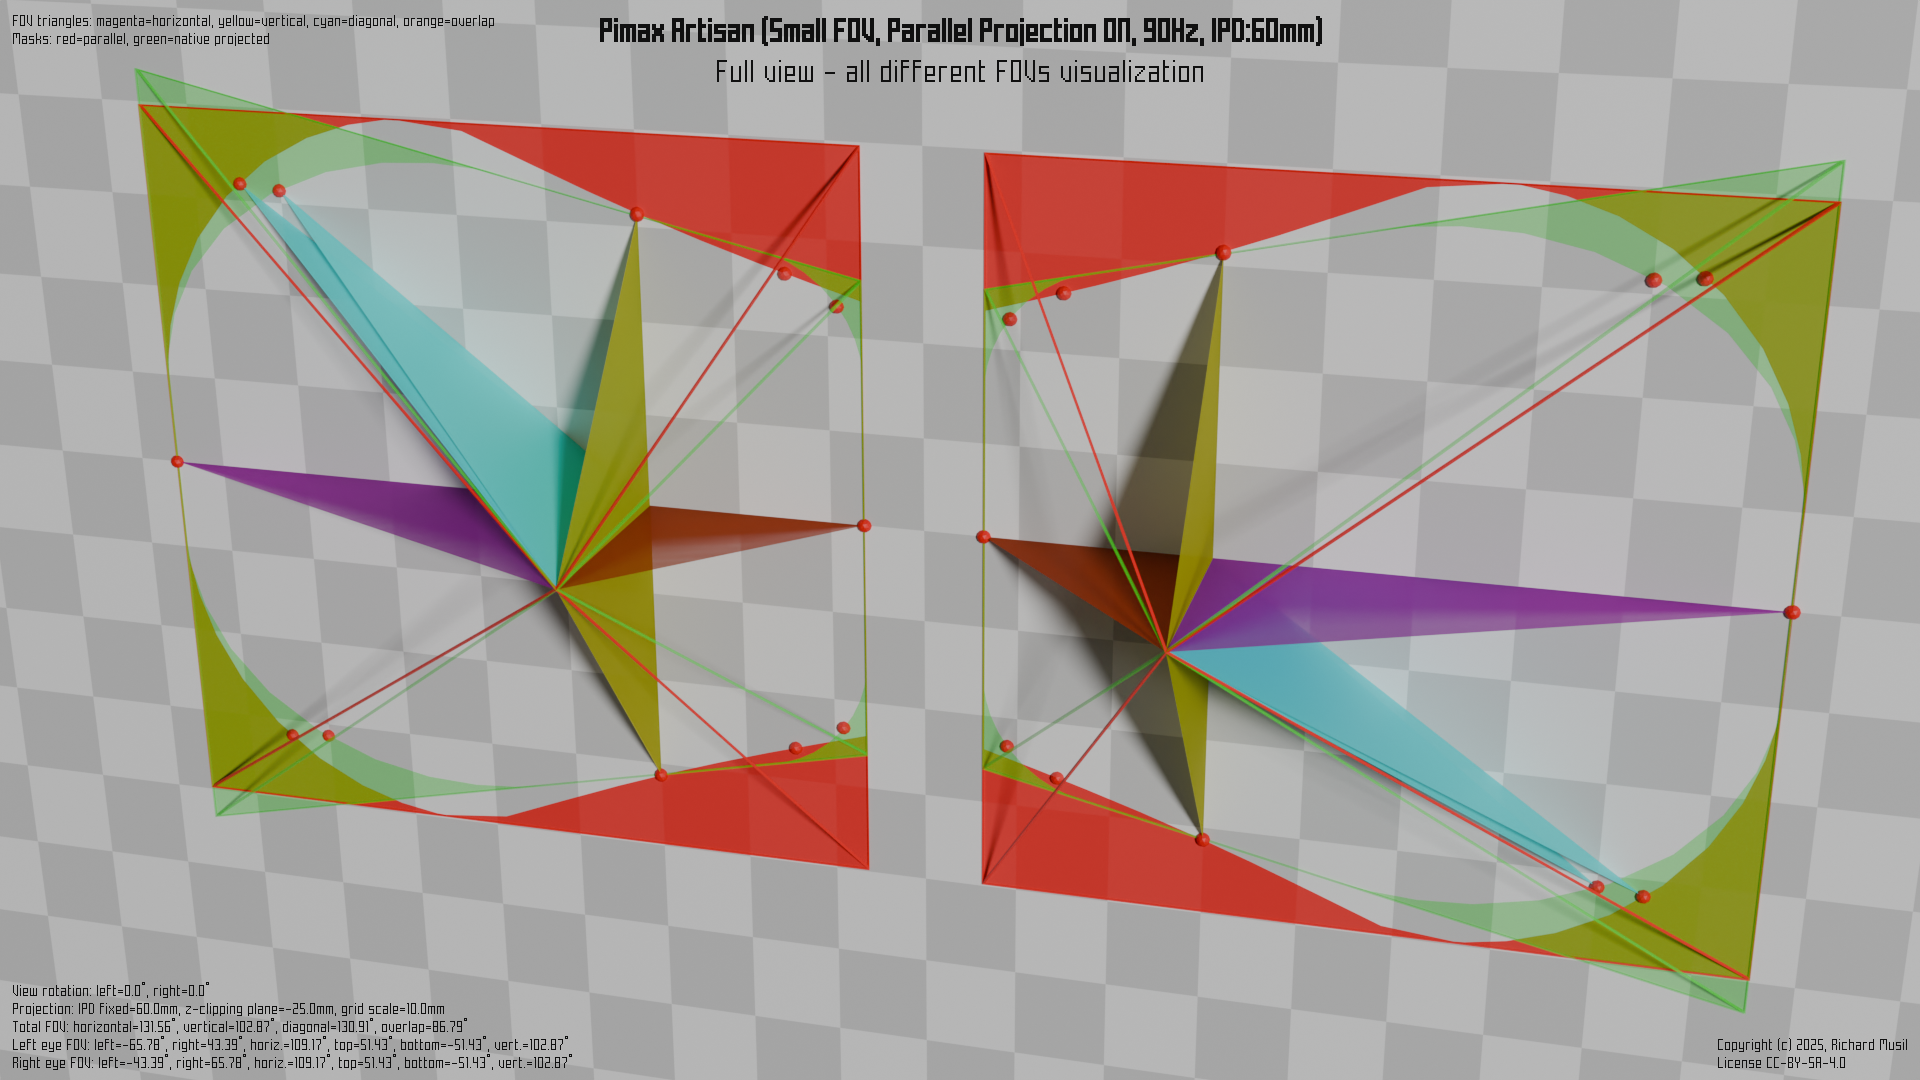 FOV triangles: magenta=horizontal, yellow=vertical, cyan=diagonal, orange=overlap
Masks: red=parallel, green=native projected
Pimax Artisan (Small FOV, Parallel Projection ON, 90Hz, IPD:60mm)
Full view - all different FOVs visualization
View rotation: left=0.0°, right=0.0°
Projection: IPD fixed=60.0mm, z-clipping plane=-25.0mm, grid scale=10.0mm
Total FOV: horizontal=131.56°, vertical=102.87°, diagonal=130.91°, overlap=86.79°
Left eye FOV: left=-65.78°, right=43.39°, horiz.=109.17°, top=51.43°, bottom=-51.43°, vert.=102.87°
Right eye FOV: left=-43.39°, right=65.78°, horiz.=109.17°, top=51.43°, bottom=-51.43°, vert.=102.87°
Copyright (c) 2025, Richard Musil
License CC-BY-SA-4.0